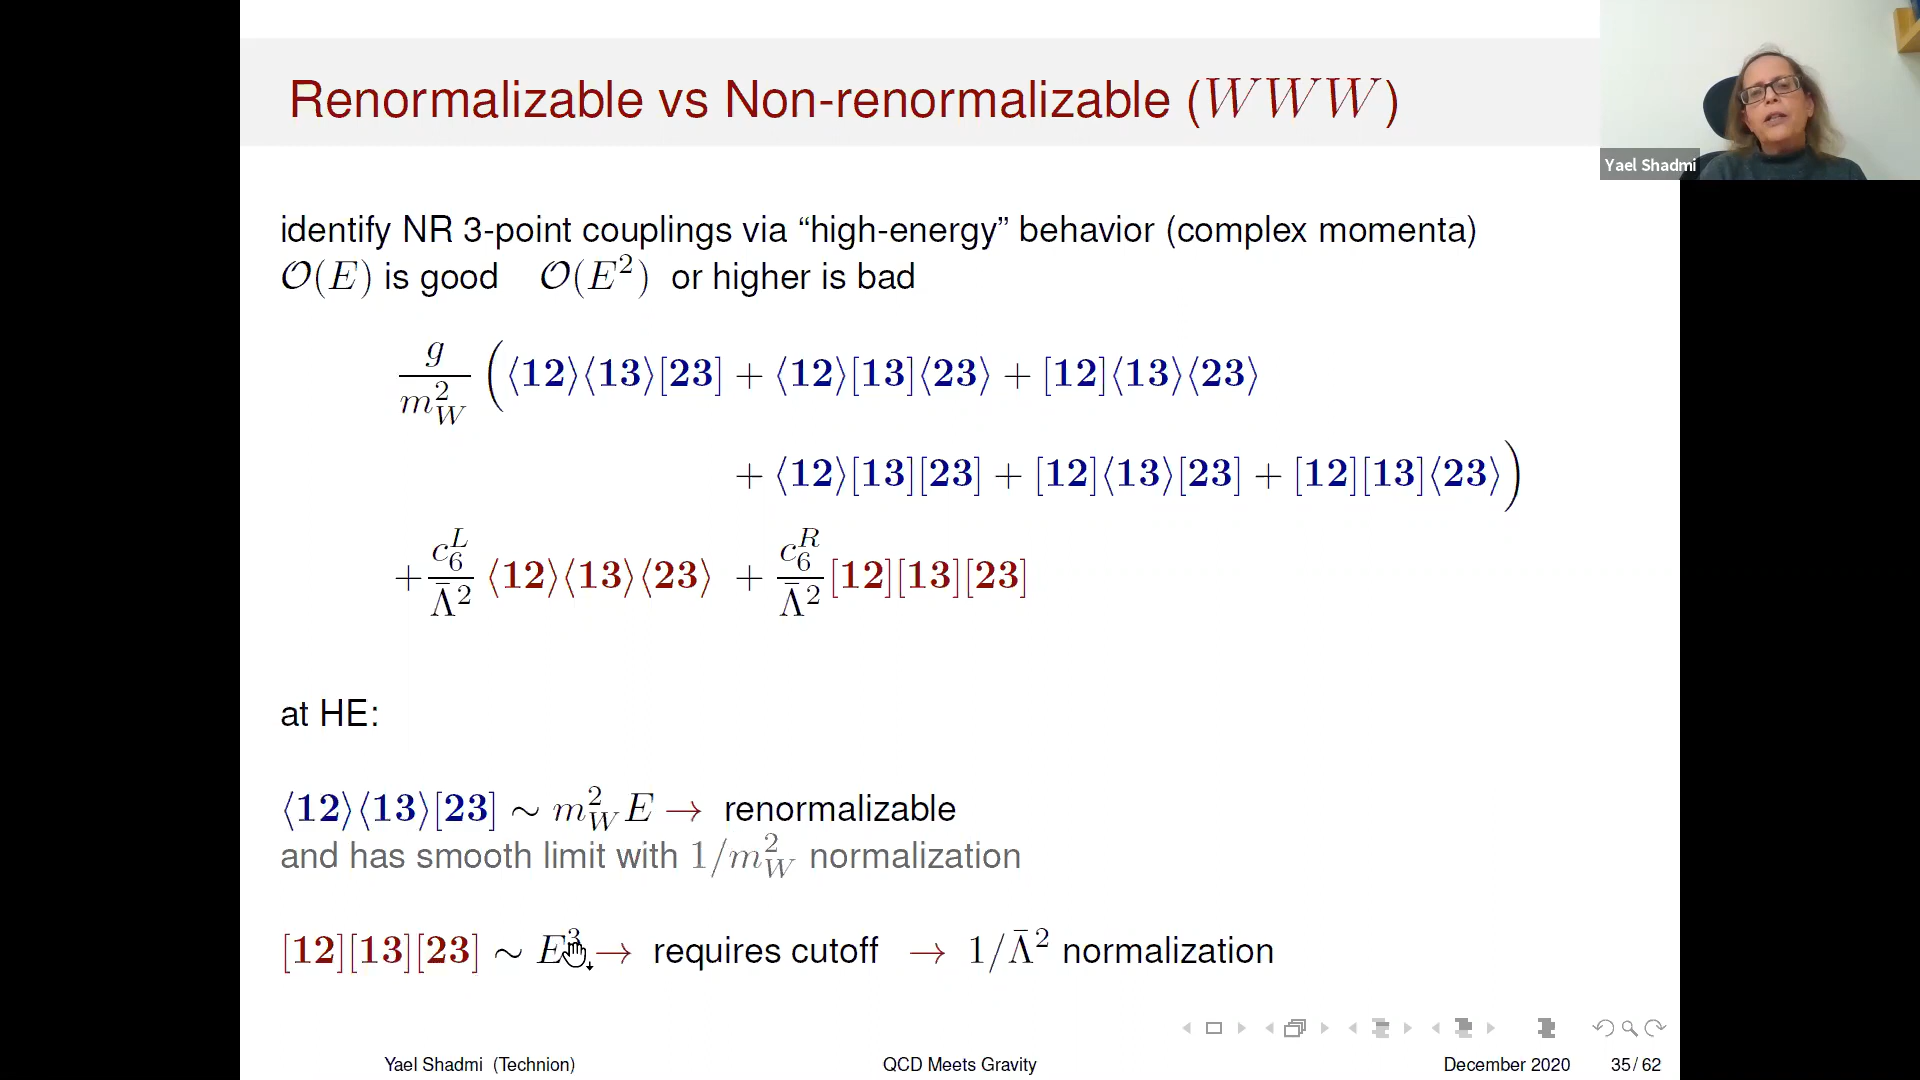 Renormalizable vs Non-renormalizable (WWW)
Yael Shadmi
identify NR 3-point couplings via “high-energy” behavior (complex momenta)
𝒪(E) is good 𝒪(E²) or higher is bad
g/m_W² (⟨12⟩⟨13⟩[23] + ⟨12⟩[13]⟨23⟩ + [12]⟨13⟩⟨23⟩
+ ⟨12⟩[13][23] + [12]⟨13⟩[23] + [12][13]⟨23⟩)
+ c₆^L/Λ̄² ⟨12⟩⟨13⟩⟨23⟩ + c₆^R/Λ̄² [12][13][23]
at HE:
⟨12⟩⟨13⟩[23] ∼ m_W² E → renormalizable
and has smooth limit with 1/m_W² normalization
[12][13][23] ∼ E³ → requires cutoff → 1/Λ̄² normalization
Yael Shadmi (Technion) QCD Meets Gravity December 2020 35/62